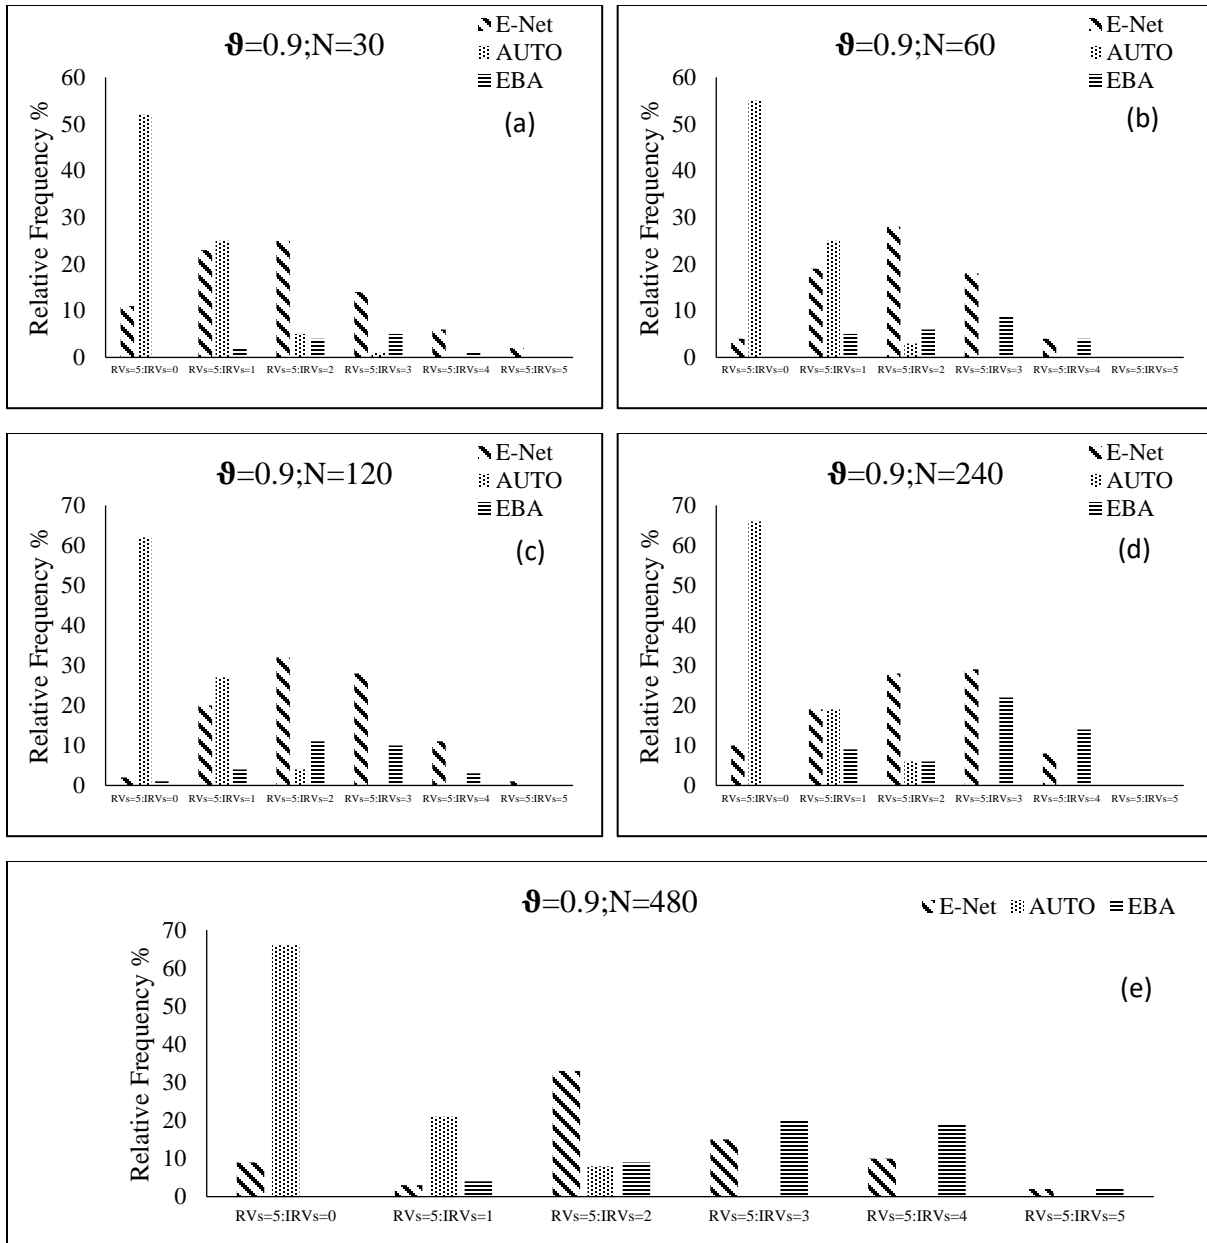 ϑ=0.9;N=30
E-Net
AUTO
EBA
(a)
Relative Frequency %
60
50
40
30
20
10
0
RVs=5:IRVs=0 RVs=5:IRVs=1 RVs=5:IRVs=2 RVs=5:IRVs=3 RVs=5:IRVs=4 RVs=5:IRVs=5
ϑ=0.9;N=60
E-Net
AUTO
EBA
(b)
Relative Frequency %
60
50
40
30
20
10
0
RVs=5:IRVs=0 RVs=5:IRVs=1 RVs=5:IRVs=2 RVs=5:IRVs=3 RVs=5:IRVs=4 RVs=5:IRVs=5
ϑ=0.9;N=120
E-Net
AUTO
EBA
(c)
Relative Frequency %
70
60
50
40
30
20
10
0
RVs=5:IRVs=0 RVs=5:IRVs=1 RVs=5:IRVs=2 RVs=5:IRVs=3 RVs=5:IRVs=4 RVs=5:IRVs=5
ϑ=0.9;N=240
E-Net
AUTO
EBA
(d)
Relative Frequency %
70
60
50
40
30
20
10
0
RVs=5:IRVs=0 RVs=5:IRVs=1 RVs=5:IRVs=2 RVs=5:IRVs=3 RVs=5:IRVs=4 RVs=5:IRVs=5
ϑ=0.9;N=480
E-Net AUTO EBA
(e)
Relative Frequency %
70
60
50
40
30
20
10
0
RVs=5:IRVs=0 RVs=5:IRVs=1 RVs=5:IRVs=2 RVs=5:IRVs=3 RVs=5:IRVs=4 RVs=5:IRVs=5